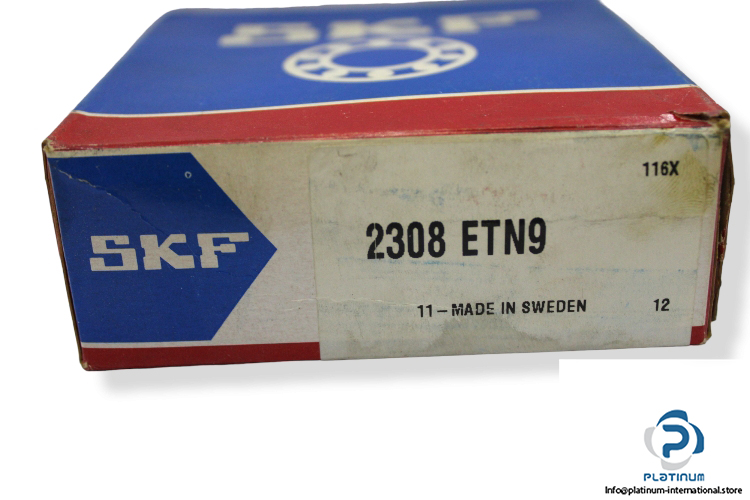 SKF
116X
SKF
2308 ETN9
11-MADE IN SWEDEN 12
PLATINUM
Info@platinum-international.store